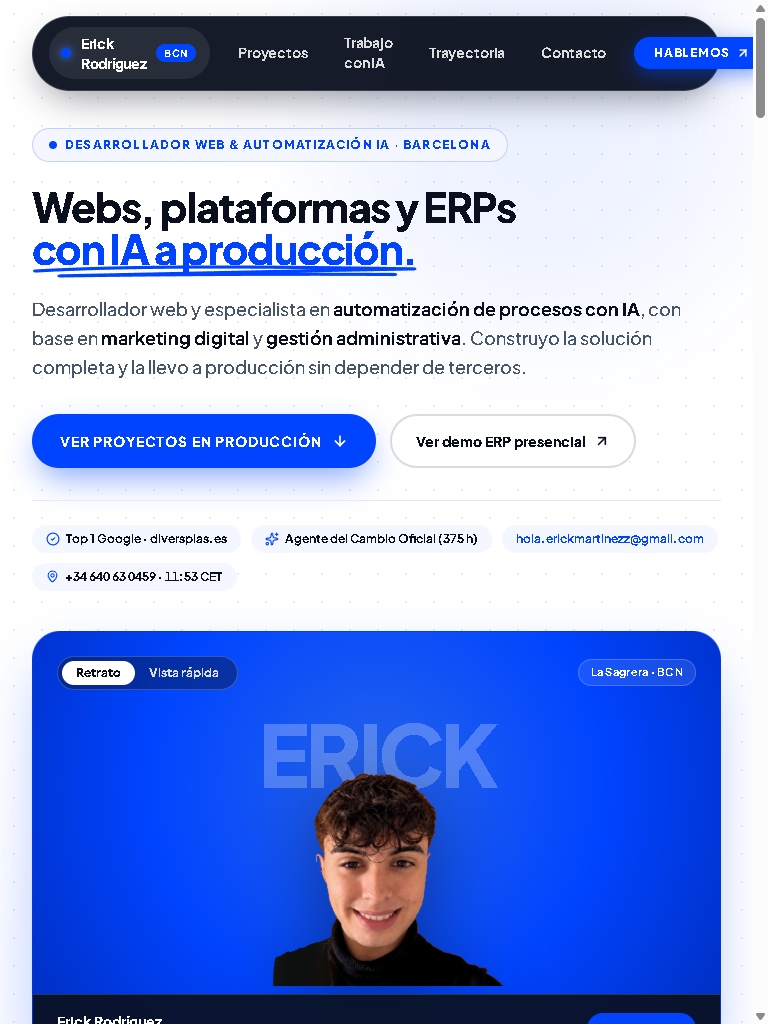 Erick
Rodríguez
BCN
Proyectos
Trabajo
con IA
Trayectoria
Contacto
HABLEMOS
DESARROLLADOR WEB & AUTOMATIZACIÓN IA · BARCELONA
Webs, plataformas y ERPs
con IA a producción.
Desarrollador web y especialista en automatización de procesos con IA, con
base en marketing digital y gestión administrativa. Construyo la solución
completa y la llevo a producción sin depender de terceros.
VER PROYECTOS EN PRODUCCIÓN
Ver demo ERP presencial
Top 1 Google · diversplas.es
Agente del Cambio Oficial (375 h)
hola.erickmartinezz@gmail.com
+34 640 63 0459 · 11:53 CET
Retrato
Vista rápida
La Sagrera · BCN
ERICK
Erick Rodríguez